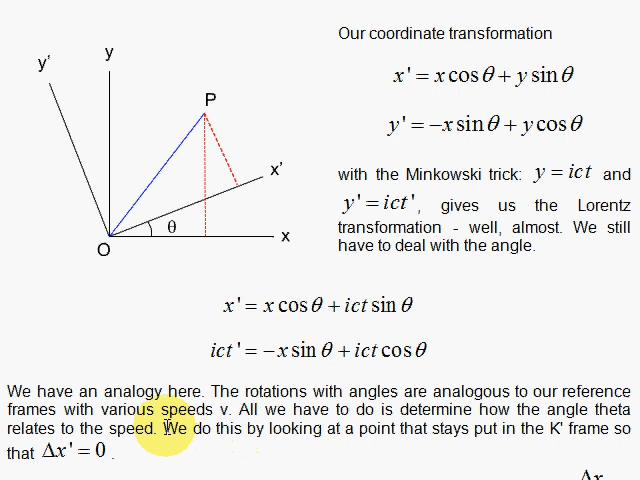 Our coordinate transformation
y'
y
x' = x cos θ + y sin θ
P
y' = −x sin θ + y cos θ
x'
with the Minkowski trick: y = ict and
y' = ict', gives us the Lorentz
θ
transformation - well, almost. We still
x
have to deal with the angle.
O
x' = x cos θ + ict sin θ
ict' = −x sin θ + ict cos θ
We have an analogy here. The rotations with angles are analogous to our reference
frames with various speeds v. All we have to do is determine how the angle theta
relates to the speed. We do this by looking at a point that stays put in the K' frame so
that Δx' = 0 .
Δx